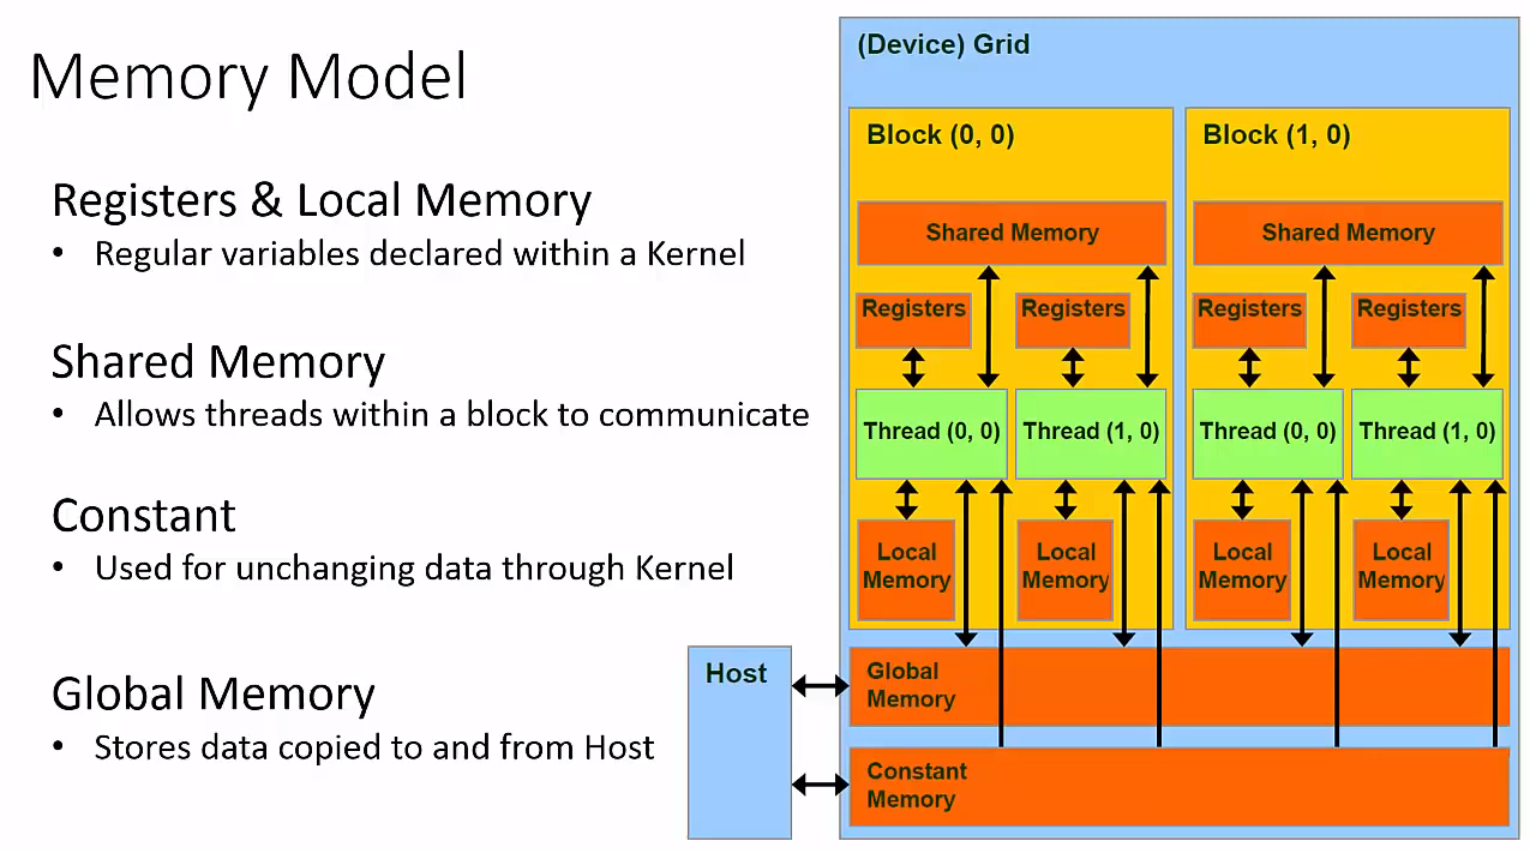 Memory Model
Registers & Local Memory
• Regular variables declared within a Kernel
Shared Memory
• Allows threads within a block to communicate
Constant
• Used for unchanging data through Kernel
Global Memory
• Stores data copied to and from Host
(Device) Grid
Block (0, 0)
Shared Memory
Registers
Registers
Thread (0, 0)
Thread (1, 0)
Local
Memory
Local
Memory
Block (1, 0)
Shared Memory
Registers
Registers
Thread (0, 0)
Thread (1, 0)
Local
Memory
Local
Memory
Host
Global
Memory
Constant
Memory